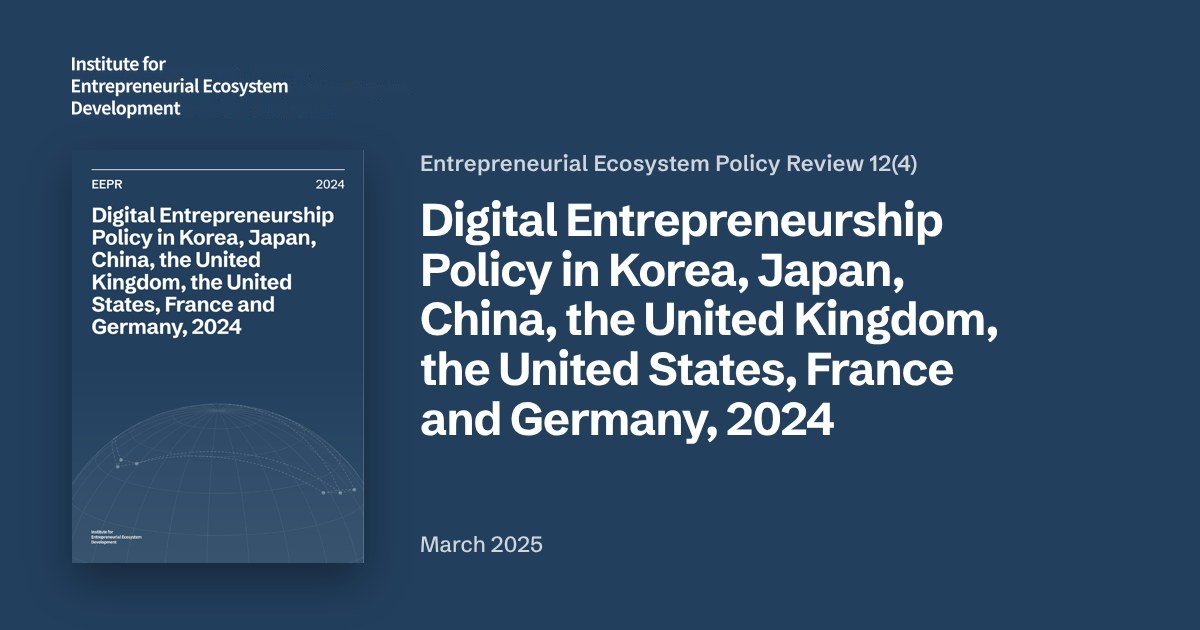 Institute for
Entrepreneurial Ecosystem
Development
EEPR 2024
Digital Entrepreneurship
Policy in Korea, Japan,
China, the United
Kingdom, the United
States, France and
Germany, 2024
Institute for
Entrepreneurial Ecosystem
Development
Entrepreneurial Ecosystem Policy Review 12(4)
Digital Entrepreneurship
Policy in Korea, Japan,
China, the United Kingdom,
the United States, France
and Germany, 2024
March 2025